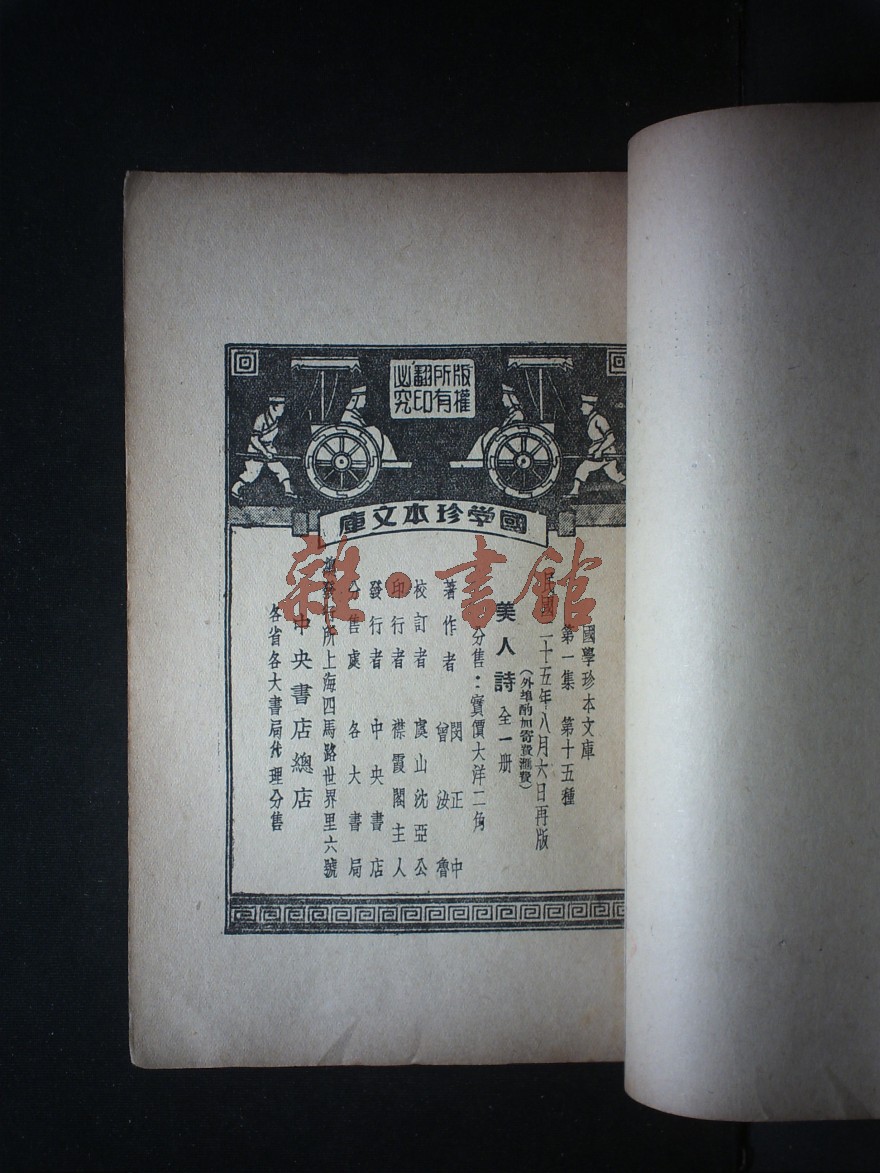 版權所有翻印必究
國學珍本文庫
國學珍本文庫
第一集 第十五種
民國二十五年八月六日再版
美人詩 全一册
(外埠酌加寄費滙費)
分售：實價大洋二角
著作者 閔正中 曾汝魯
校訂者 虞山沈亞公
印行者 襟霞閣主人
發行者 中央書店
分售處 各大書局
總發行所上海四馬路世界里六號
中央書店總店
各省各大書局代理分售
雜·書館